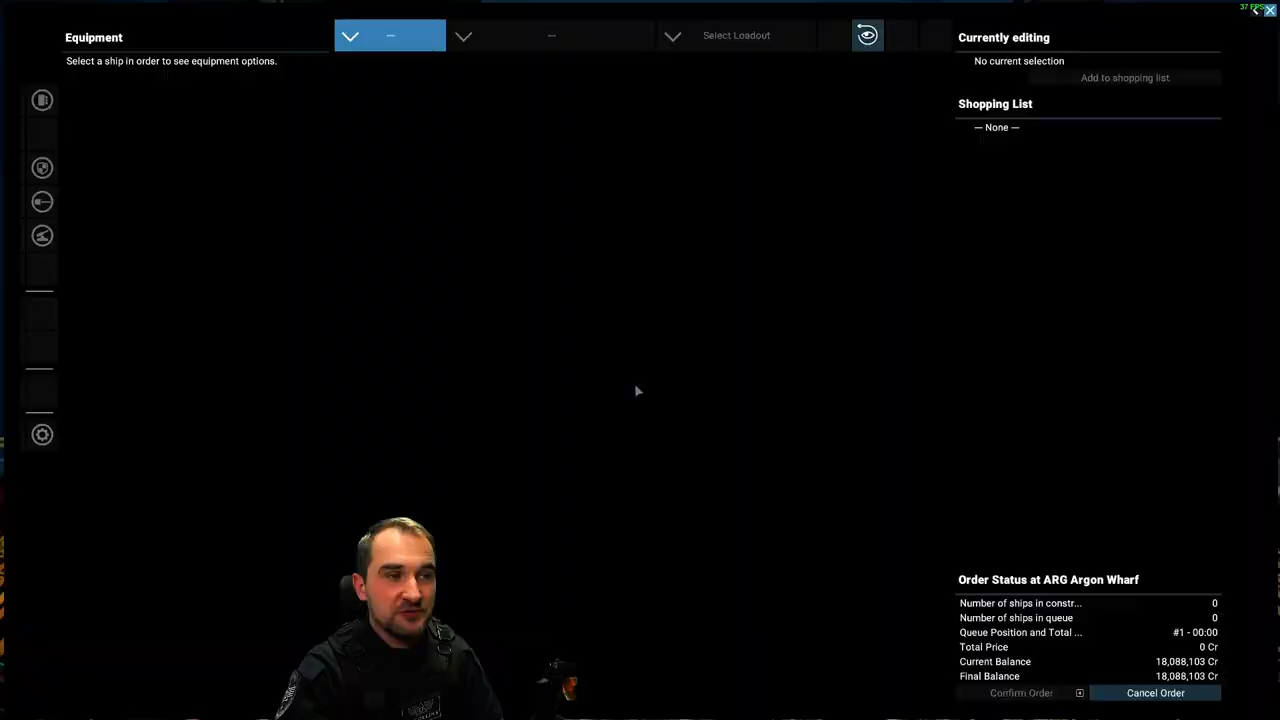 37 FPS
Equipment
Select a ship in order to see equipment options.
—
—
Select Loadout
Currently editing
No current selection
Add to shopping list
Shopping List
— None —
Order Status at ARG Argon Wharf
Number of ships in constr... 0
Number of ships in queue 0
Queue Position and Total ... #1 - 00:00
Total Price 0 Cr
Current Balance 18,088,103 Cr
Final Balance 18,088,103 Cr
Confirm Order
Cancel Order